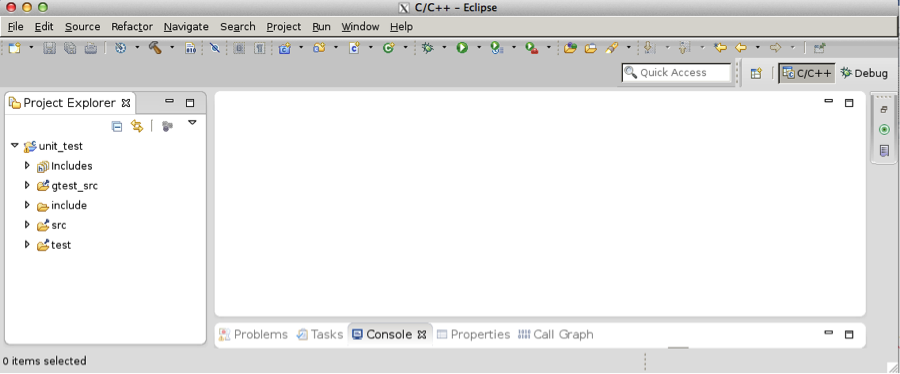 C/C++ - Eclipse
File Edit Source Refactor Navigate Search Project Run Window Help
Quick Access C/C++ Debug
Project Explorer
unit_test
Includes
gtest_src
include
src
test
Problems Tasks Console Properties Call Graph
0 items selected